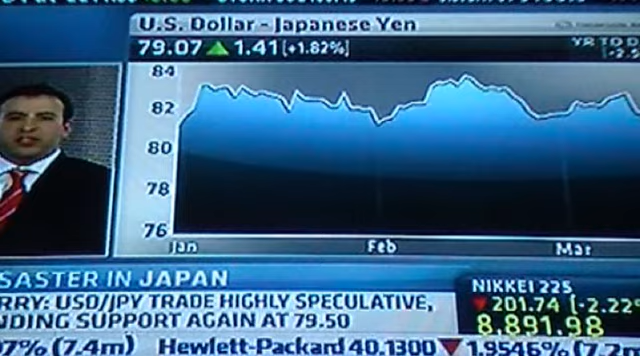 U.S. Dollar - Japanese Yen
79.07 1.41[+1.82%]
YR TO D
84
82
80
78
76
Jan Feb Mar
SASTER IN JAPAN
RRY: USD/JPY TRADE HIGHLY SPECULATIVE,
NDING SUPPORT AGAIN AT 79.50
NIKKEI 225
201.74 [-2.22%
8,891.98
7% (7.4m) Hewlett-Packard 40.1300 1.9546% (7.2m